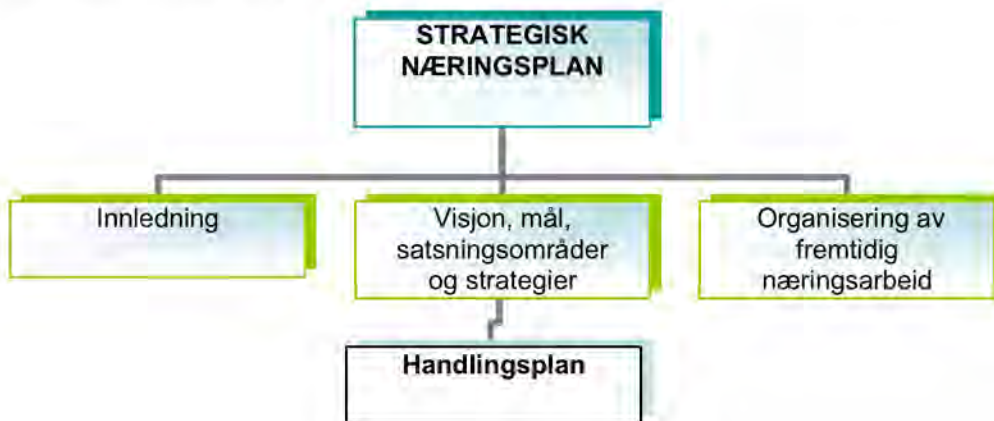 STRATEGISK
NÆRINGSPLAN
Innledning
Visjon, mål,
satsningsområder
og strategier
Organisering av
fremtidig
næringsarbeid
Handlingsplan